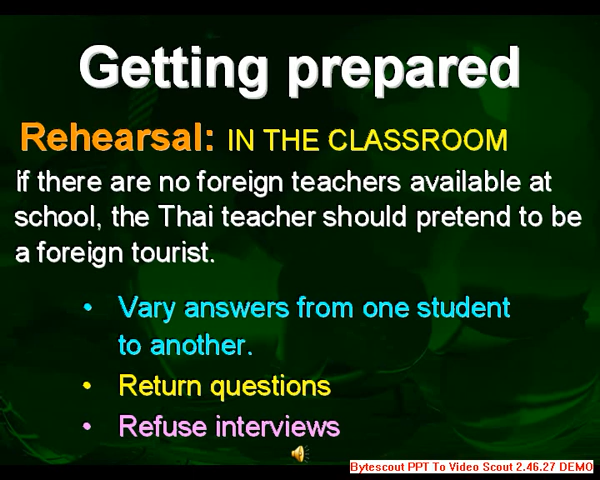 Getting prepared
Rehearsal: IN THE CLASSROOM
If there are no foreign teachers available at
school, the Thai teacher should pretend to be
a foreign tourist.
• Vary answers from one student
to another.
• Return questions
• Refuse interviews
Bytescout PPT To Video Scout 2.46.27 DEMO